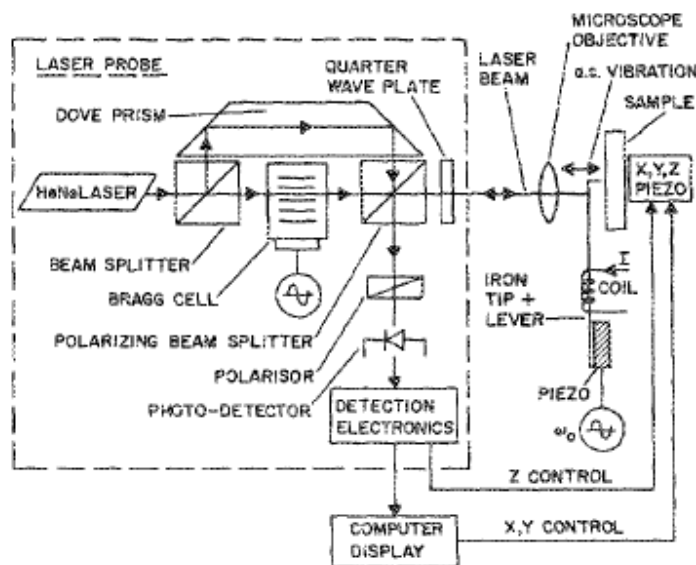 MICROSCOPE
OBJECTIVE
LASER PROBE
QUARTER
WAVE PLATE
LASER
BEAM
a.c. VIBRATION
SAMPLE
DOVE PRISM
HeNe LASER
X,Y,Z
PIEZO
BEAM SPLITTER
BRAGG CELL
I
COIL
IRON
TIP +
LEVER
POLARIZING BEAM SPLITTER
POLARISOR
PHOTO-DETECTOR
PIEZO
DETECTION
ELECTRONICS
ω₀
Z CONTROL
COMPUTER
DISPLAY
X,Y CONTROL